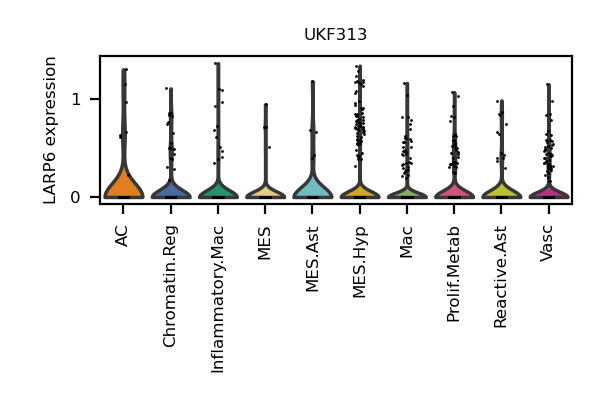 UKF313
LARP6 expression
1
0
AC
Chromatin.Reg
Inflammatory.Mac
MES
MES.Ast
MES.Hyp
Mac
Prolif.Metab
Reactive.Ast
Vasc